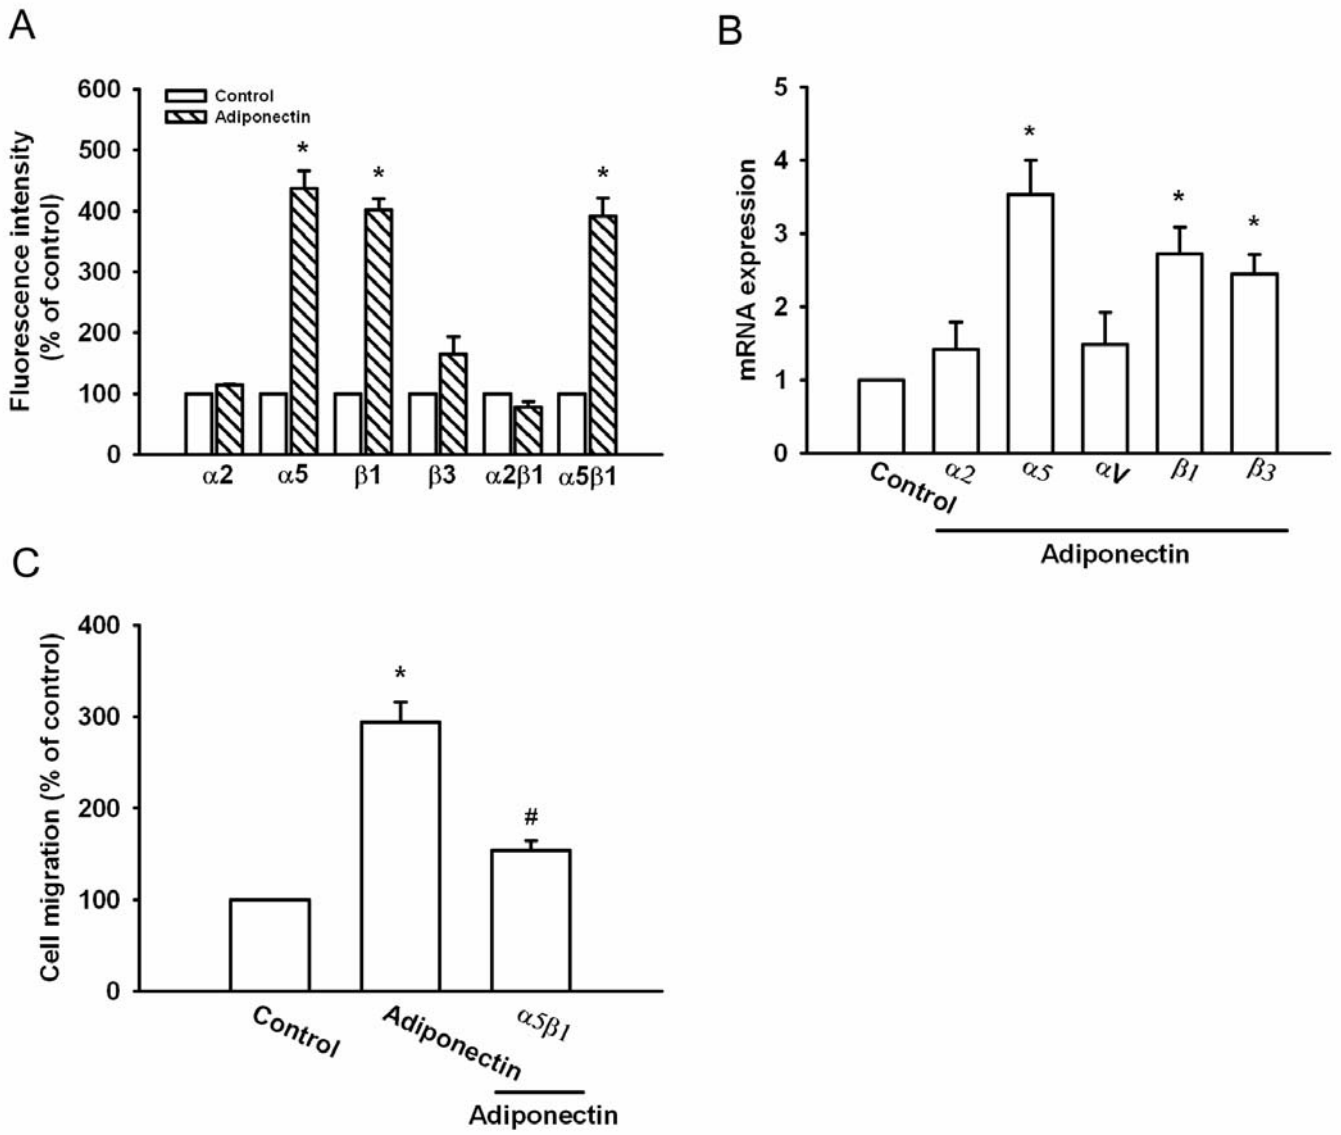 A
Fluorescence intensity
(% of control)
600
500
400
300
200
100
0
Control
Adiponectin
*
*
*
α2
α5
β1
β3
α2β1
α5β1
B
mRNA expression
5
4
3
2
1
0
*
*
*
Control
α2
α5
αV
β1
β3
Adiponectin
C
Cell migration (% of control)
400
300
200
100
0
*
#
Control
Adiponectin
α5β1
Adiponectin